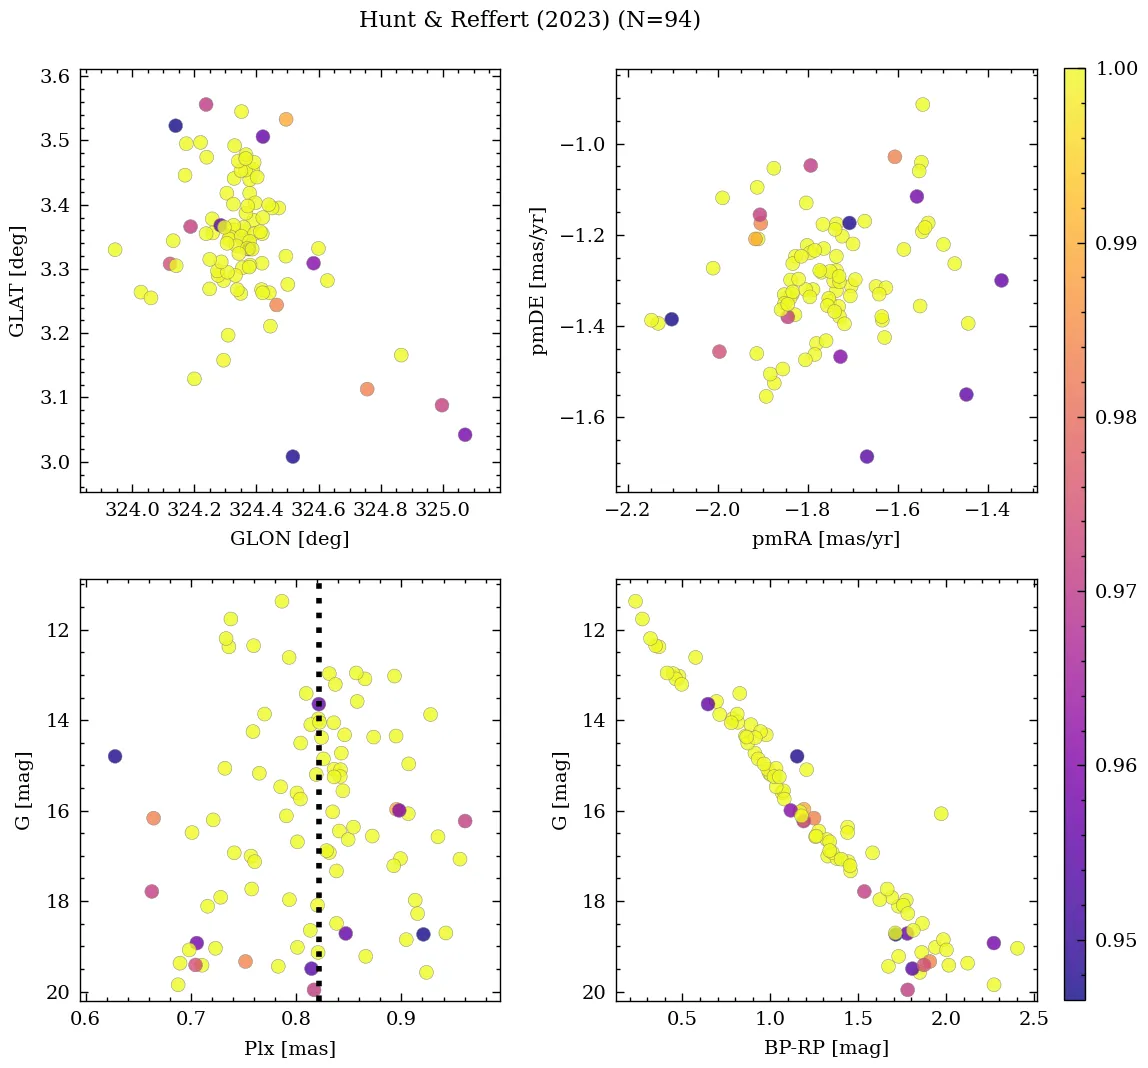 Hunt & Reffert (2023) (N=94)
3.6
3.5
3.4
3.3
3.2
3.1
3.0
GLAT [deg]
324.0 324.2 324.4 324.6 324.8 325.0
GLON [deg]
−1.0
−1.2
−1.4
−1.6
pmDE [mas/yr]
−2.2 −2.0 −1.8 −1.6 −1.4
pmRA [mas/yr]
12
14
16
18
20
G [mag]
0.6 0.7 0.8 0.9
Plx [mas]
12
14
16
18
20
G [mag]
0.5 1.0 1.5 2.0 2.5
BP-RP [mag]
1.00
0.99
0.98
0.97
0.96
0.95